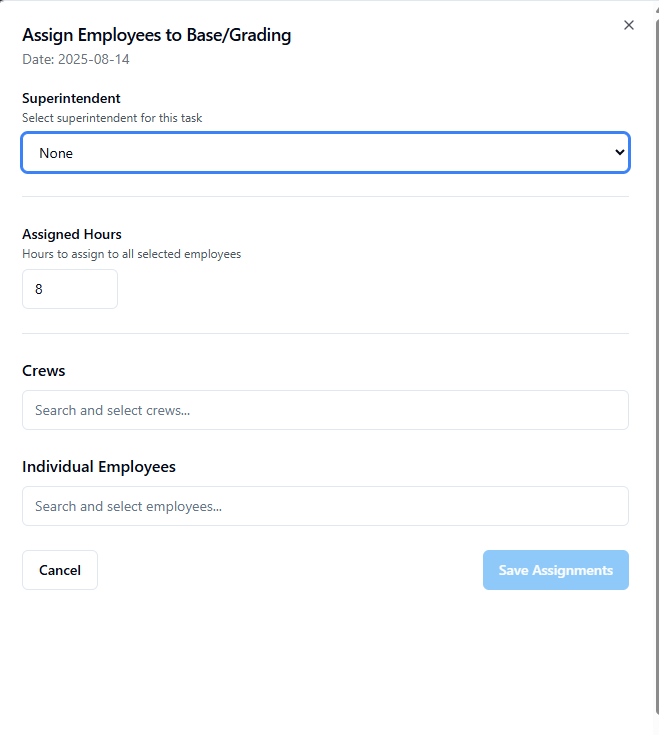 Assign Employees to Base/Grading
Date: 2025-08-14
Superintendent
Select superintendent for this task
None
Assigned Hours
Hours to assign to all selected employees
8
Crews
Search and select crews...
Individual Employees
Search and select employees...
Cancel
Save Assignments